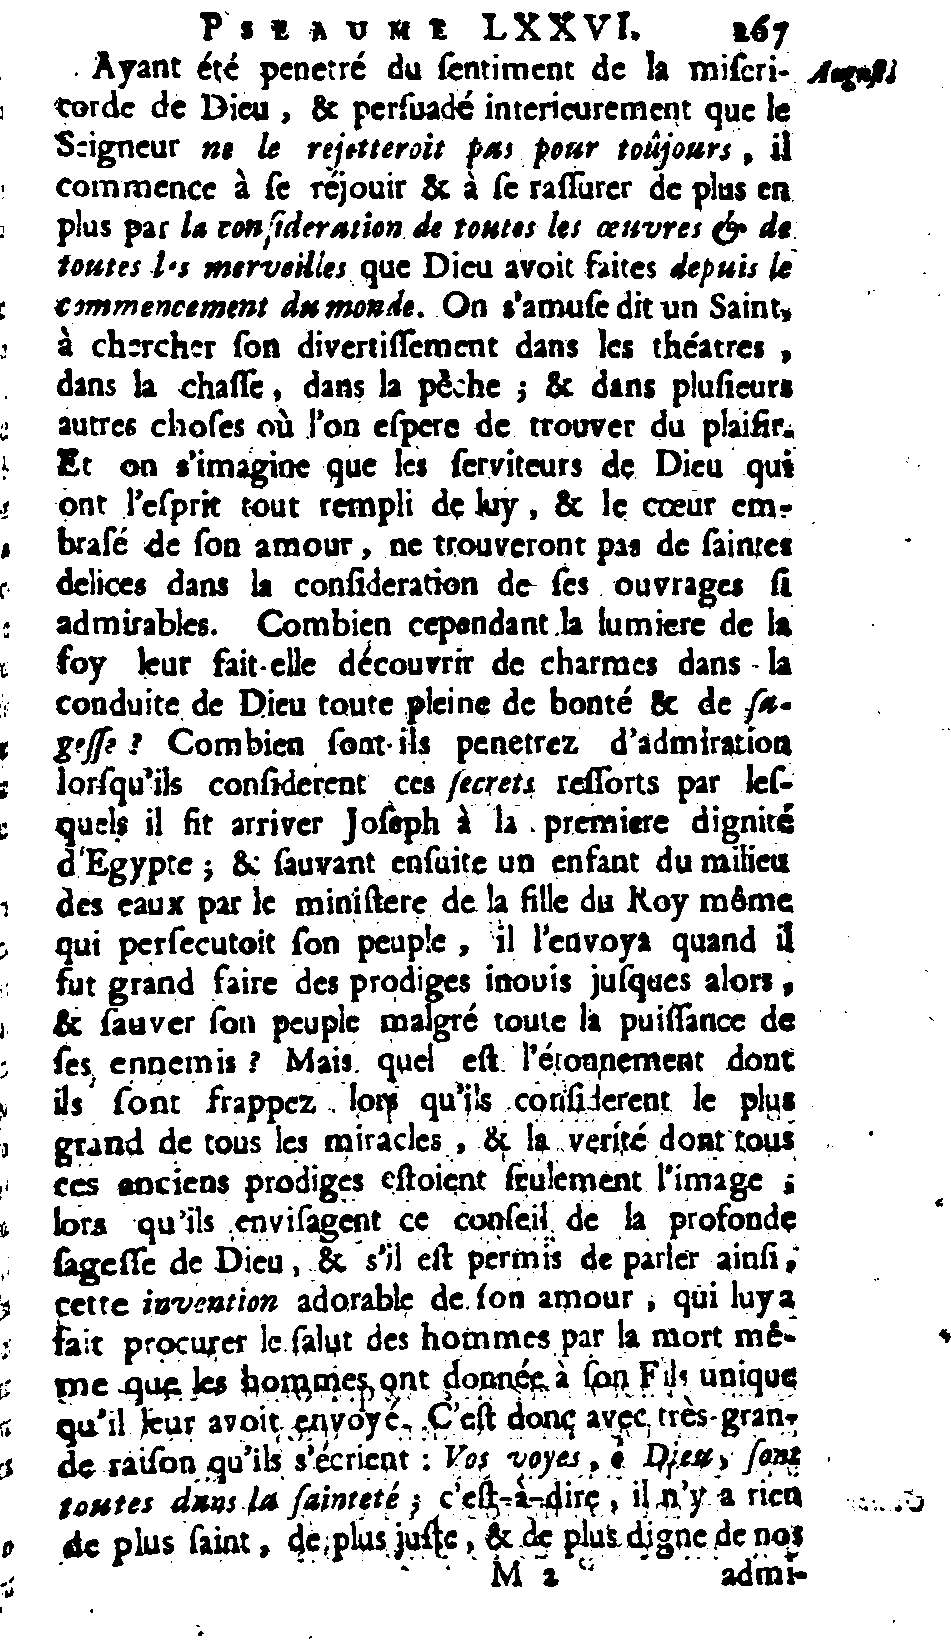 PSEAUME LXXVI. 267
Ayant été penetré du ſentiment de la miſeri- Auguſti
corde de Dieu, & perſuadé interieurement que le
Seigneur ne le rejetteroit pas pour toûjours, il
commence à ſe réjouir & à ſe raſſurer de plus en
plus par la conſideration de toutes les œuvres & de
toutes les merveilles que Dieu avoit faites depuis le
commencement du monde. On s'amuſe dit un Saint,
à chercher ſon divertiſſement dans les théatres,
dans la chaſſe, dans la pêche; & dans pluſieurs
autres choſes où l'on eſpere de trouver du plaiſir.
Et on s'imagine que les ſerviteurs de Dieu qui
ont l'eſprit tout rempli de luy, & le cœur em-
braſé de ſon amour, ne trouveront pas de ſaintes
delices dans la conſideration de ſes ouvrages ſi
admirables. Combien cependant la lumiere de la
foy leur fait-elle découvrir de charmes dans la
conduite de Dieu toute pleine de bonté & de ſa-
geſſe? Combien ſont-ils penetrez d'admiration
lorſqu'ils conſiderent ces ſecrets reſſorts par leſ-
quels il fit arriver Joſeph à la premiere dignité
d'Egypte; & ſauvant enſuite un enfant du milieu
des eaux par le miniſtere de la fille du Roy même
qui perſecutoit ſon peuple, il l'envoya quand il
fut grand faire des prodiges inouis juſques alors,
& ſauver ſon peuple malgré toute la puiſſance de
ſes ennemis? Mais quel eſt l'étonnement dont
ils ſont frappez lors qu'ils conſiderent le plus
grand de tous les miracles, & la verité dont tous
ces anciens prodiges eſtoient ſeulement l'image;
lors qu'ils enviſagent ce conſeil de la profonde
ſageſſe de Dieu, & s'il eſt permis de parler ainſi,
cette invention adorable de ſon amour, qui luy a
fait procurer le ſalut des hommes par la mort mê-
me que les hommes ont donnée à ſon Fils unique
qu'il leur avoit envoyé. C'eſt donc avec très-gran-
de raiſon qu'ils s'écrient: Vos voyes, ô Dieu, ſont
toutes dans la ſainteté; c'eſt-à-dire, il n'y a rien
de plus ſaint, de plus juſte, & de plus digne de nos
M 2 admi-